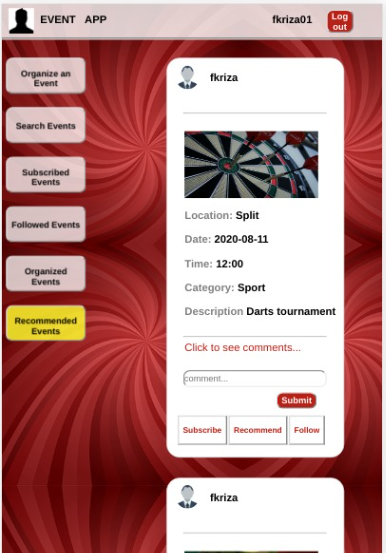 EVENT APP
fkriza01
Log
out
Organize an
Event
Search Events
Subscribed
Events
Followed Events
Organized
Events
Recommended
Events
fkriza
Location: Split
Date: 2020-08-11
Time: 12:00
Category: Sport
Description Darts tournament
Click to see comments...
comment...
Submit
Subscribe
Recommend
Follow
fkriza